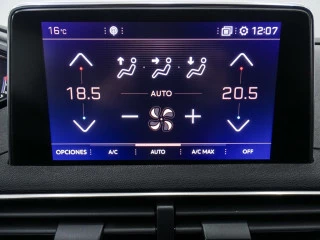 16°C 12:07
18.5 AUTO 20.5
OPCIONES A/C AUTO A/C MAX OFF